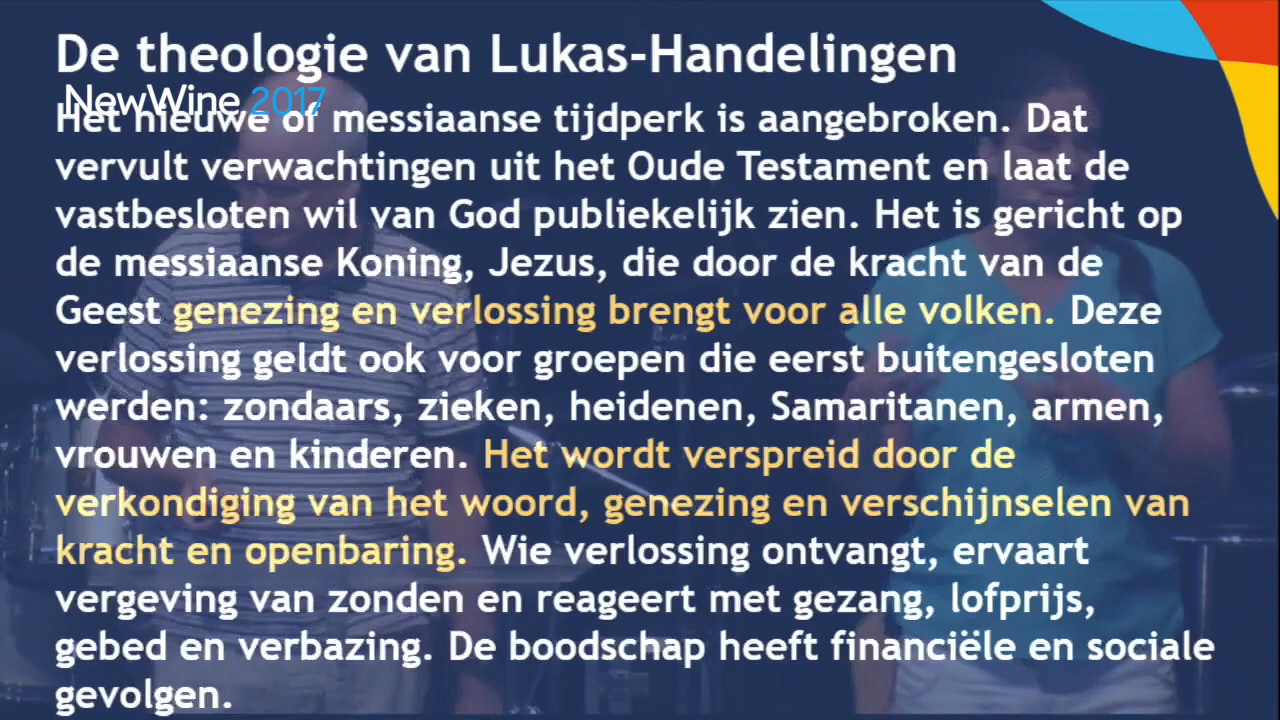 De theologie van Lukas-Handelingen
NewWine 2017
Het nieuwe of messiaanse tijdperk is aangebroken. Dat
vervult verwachtingen uit het Oude Testament en laat de
vastbesloten wil van God publiekelijk zien. Het is gericht op
de messiaanse Koning, Jezus, die door de kracht van de
Geest genezing en verlossing brengt voor alle volken. Deze
verlossing geldt ook voor groepen die eerst buitengesloten
werden: zondaars, zieken, heidenen, Samaritanen, armen,
vrouwen en kinderen. Het wordt verspreid door de
verkondiging van het woord, genezing en verschijnselen van
kracht en openbaring. Wie verlossing ontvangt, ervaart
vergeving van zonden en reageert met gezang, lofprijs,
gebed en verbazing. De boodschap heeft financiële en sociale
gevolgen.